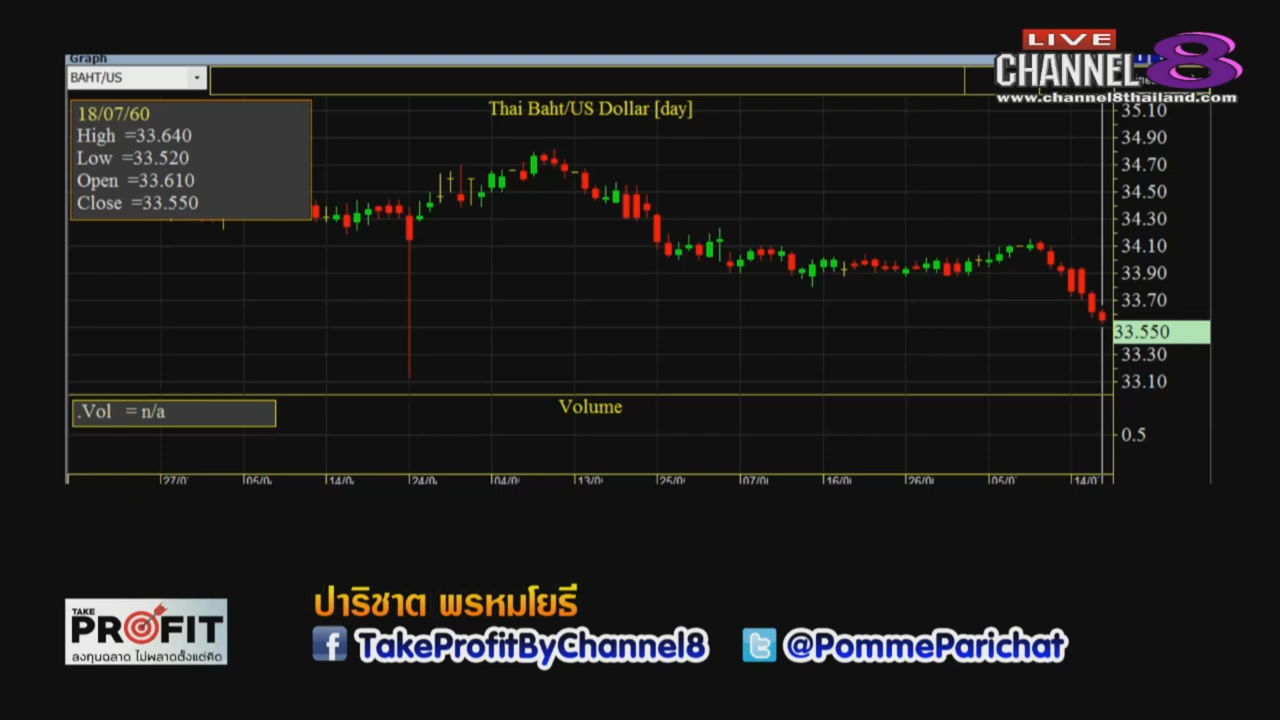 Graph
LIVE
CHANNEL 8
www.channel8thailand.com
BAHT/US
18/07/60
High =33.640
Low =33.520
Open =33.610
Close =33.550
Thai Baht/US Dollar [day]
35.10
34.90
34.70
34.50
34.30
34.10
33.90
33.70
33.550
33.30
33.10
.Vol = n/a
Volume
0.5
27/0 05/0 14/0 24/0 04/0 13/0 25/0 07/0 16/0 26/0 05/0 14/0
TAKE
PROFIT
ลงทุนฉลาด ไม่พลาดตั้งแต่คิด
ปาริชาต พรหมโยธี
TakeProfitByChannel8
@PommeParichat